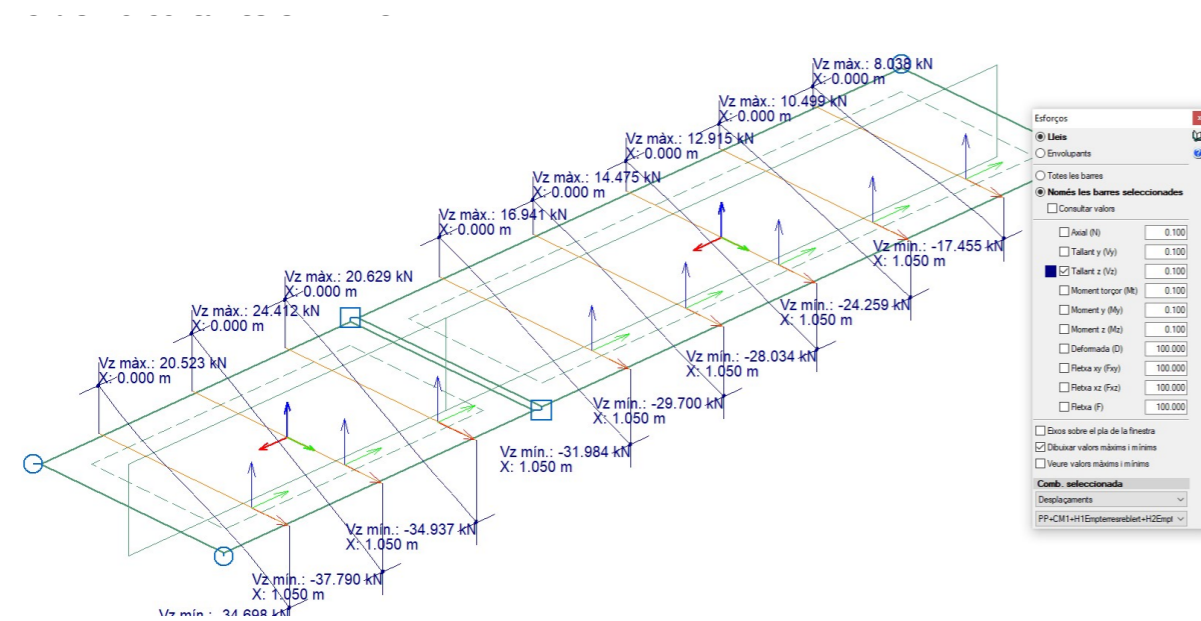 Vz màx.: 8.038 kN
X: 0.000 m
Vz màx.: 10.499 kN
X: 0.000 m
Vz màx.: 12.915 kN
X: 0.000 m
Vz màx.: 14.475 kN
X: 0.000 m
Vz màx.: 16.941 kN
X: 0.000 m
Vz màx.: 20.629 kN
X: 0.000 m
Vz màx.: 24.412 kN
X: 0.000 m
Vz màx.: 20.523 kN
X: 0.000 m
Vz mín.: -17.455 kN
X: 1.050 m
Vz mín.: -24.259 kN
X: 1.050 m
Vz mín.: -28.034 kN
X: 1.050 m
Vz mín.: -29.700 kN
X: 1.050 m
Vz mín.: -31.984 kN
X: 1.050 m
Vz mín.: -34.937 kN
X: 1.050 m
Vz mín.: -37.790 kN
X: 1.050 m
Vz mín.: -34.698 kN
Esforços
Lleis
Envolupants
Totes les barres
Només les barres seleccionades
Consultar valors
Axial (N) 0.100
Tallant y (Vy) 0.100
Tallant z (Vz) 0.100
Moment torçor (Mt) 0.100
Moment y (My) 0.100
Moment z (Mz) 0.100
Deformada (D) 100.000
Fletxa xy (Fxy) 100.000
Fletxa xz (Fxz) 100.000
Fletxa (F) 100.000
Eixos sobre el pla de la finestra
Dibuixar valors màxims i mínims
Veure valors màxims i mínims
Comb. seleccionada
Desplaçaments
PP+CM1+H1Empterresreblert+H2Empt